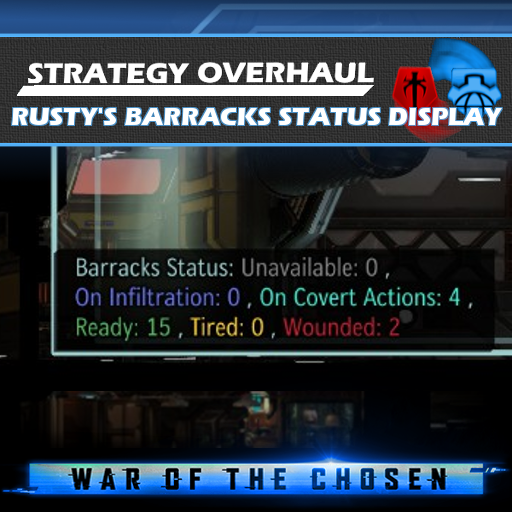 STRATEGY OVERHAUL
RUSTY'S BARRACKS STATUS DISPLAY
Barracks Status: Unavailable: 0 ,
On Infiltration: 0 , On Covert Actions: 4 ,
Ready: 15 , Tired: 0 , Wounded: 2
WAR OF THE CHOSEN